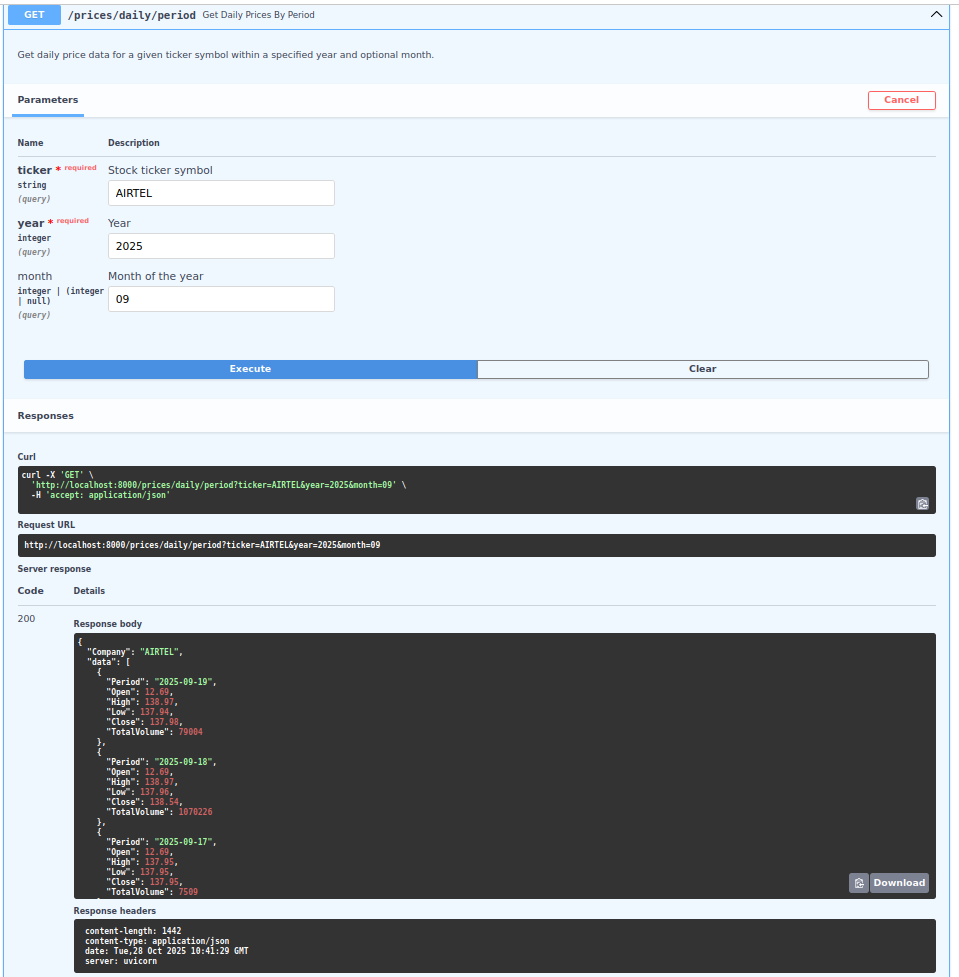 GET /prices/daily/period Get Daily Prices By Period
Get daily price data for a given ticker symbol within a specified year and optional month.
Parameters
Cancel
Name Description
ticker * required Stock ticker symbol
string
(query)
AIRTEL
year * required Year
integer
(query)
2025
month Month of the year
integer | (integer
| null)
(query)
09
Execute Clear
Responses
Curl
curl -X 'GET' \
'http://localhost:8000/prices/daily/period?ticker=AIRTEL&year=2025&month=09' \
-H 'accept: application/json'
Request URL
http://localhost:8000/prices/daily/period?ticker=AIRTEL&year=2025&month=09
Server response
Code Details
200
Response body
{
"Company": "AIRTEL",
"data": [
{
"Period": "2025-09-19",
"Open": 12.69,
"High": 138.97,
"Low": 137.94,
"Close": 137.98,
"TotalVolume": 79004
},
{
"Period": "2025-09-18",
"Open": 12.69,
"High": 138.97,
"Low": 137.96,
"Close": 138.54,
"TotalVolume": 1070226
},
{
"Period": "2025-09-17",
"Open": 12.69,
"High": 137.95,
"Low": 137.95,
"Close": 137.95,
"TotalVolume": 7509
Download
Response headers
content-length: 1442
content-type: application/json
date: Tue,28 Oct 2025 10:41:29 GMT
server: uvicorn